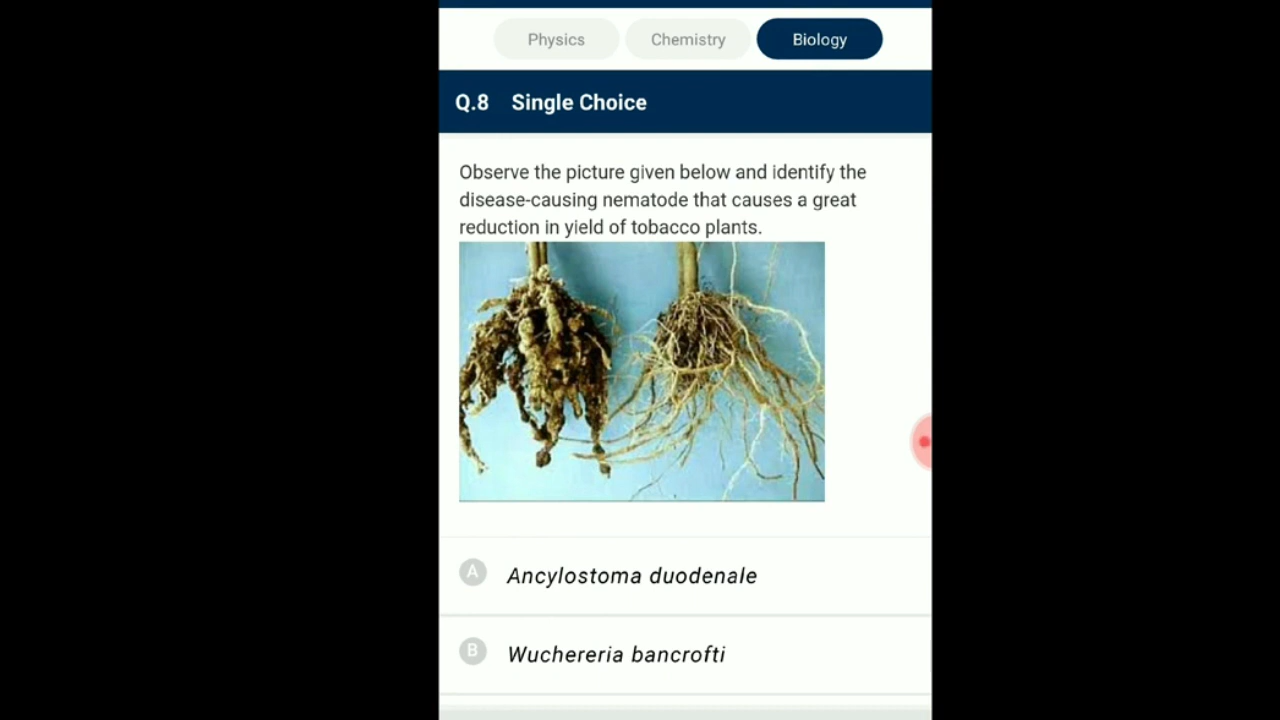 Physics Chemistry Biology
Q.8 Single Choice
Observe the picture given below and identify the
disease-causing nematode that causes a great
reduction in yield of tobacco plants.
A Ancylostoma duodenale
B Wuchereria bancrofti